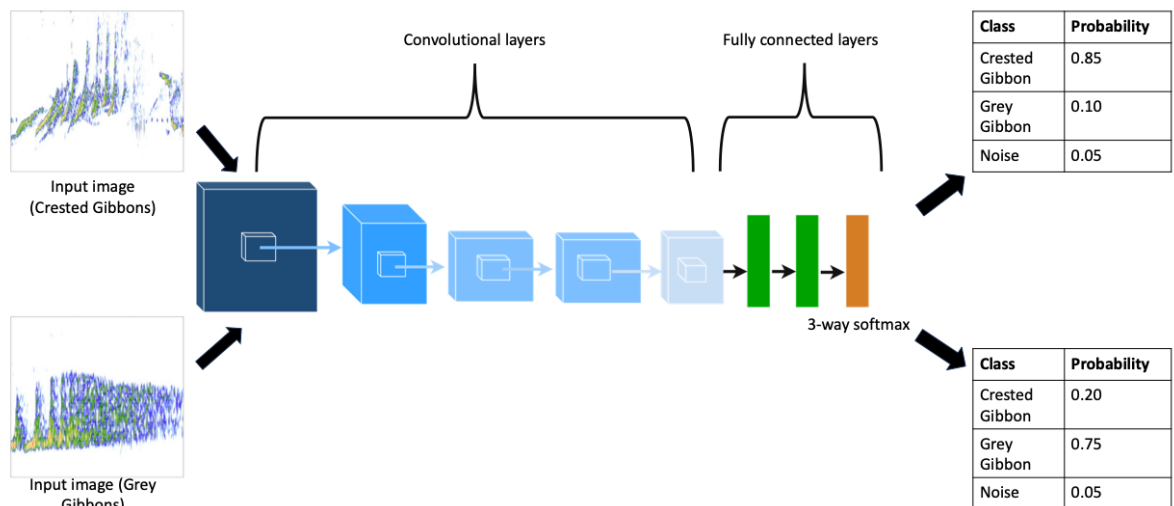 Convolutional layers
Fully connected layers
Input image
(Crested Gibbons)
Input image (Grey
Gibbons)
3-way softmax
Class Probability
Crested 0.85
Gibbon
Grey 0.10
Gibbon
Noise 0.05
Class Probability
Crested 0.20
Gibbon
Grey 0.75
Gibbon
Noise 0.05